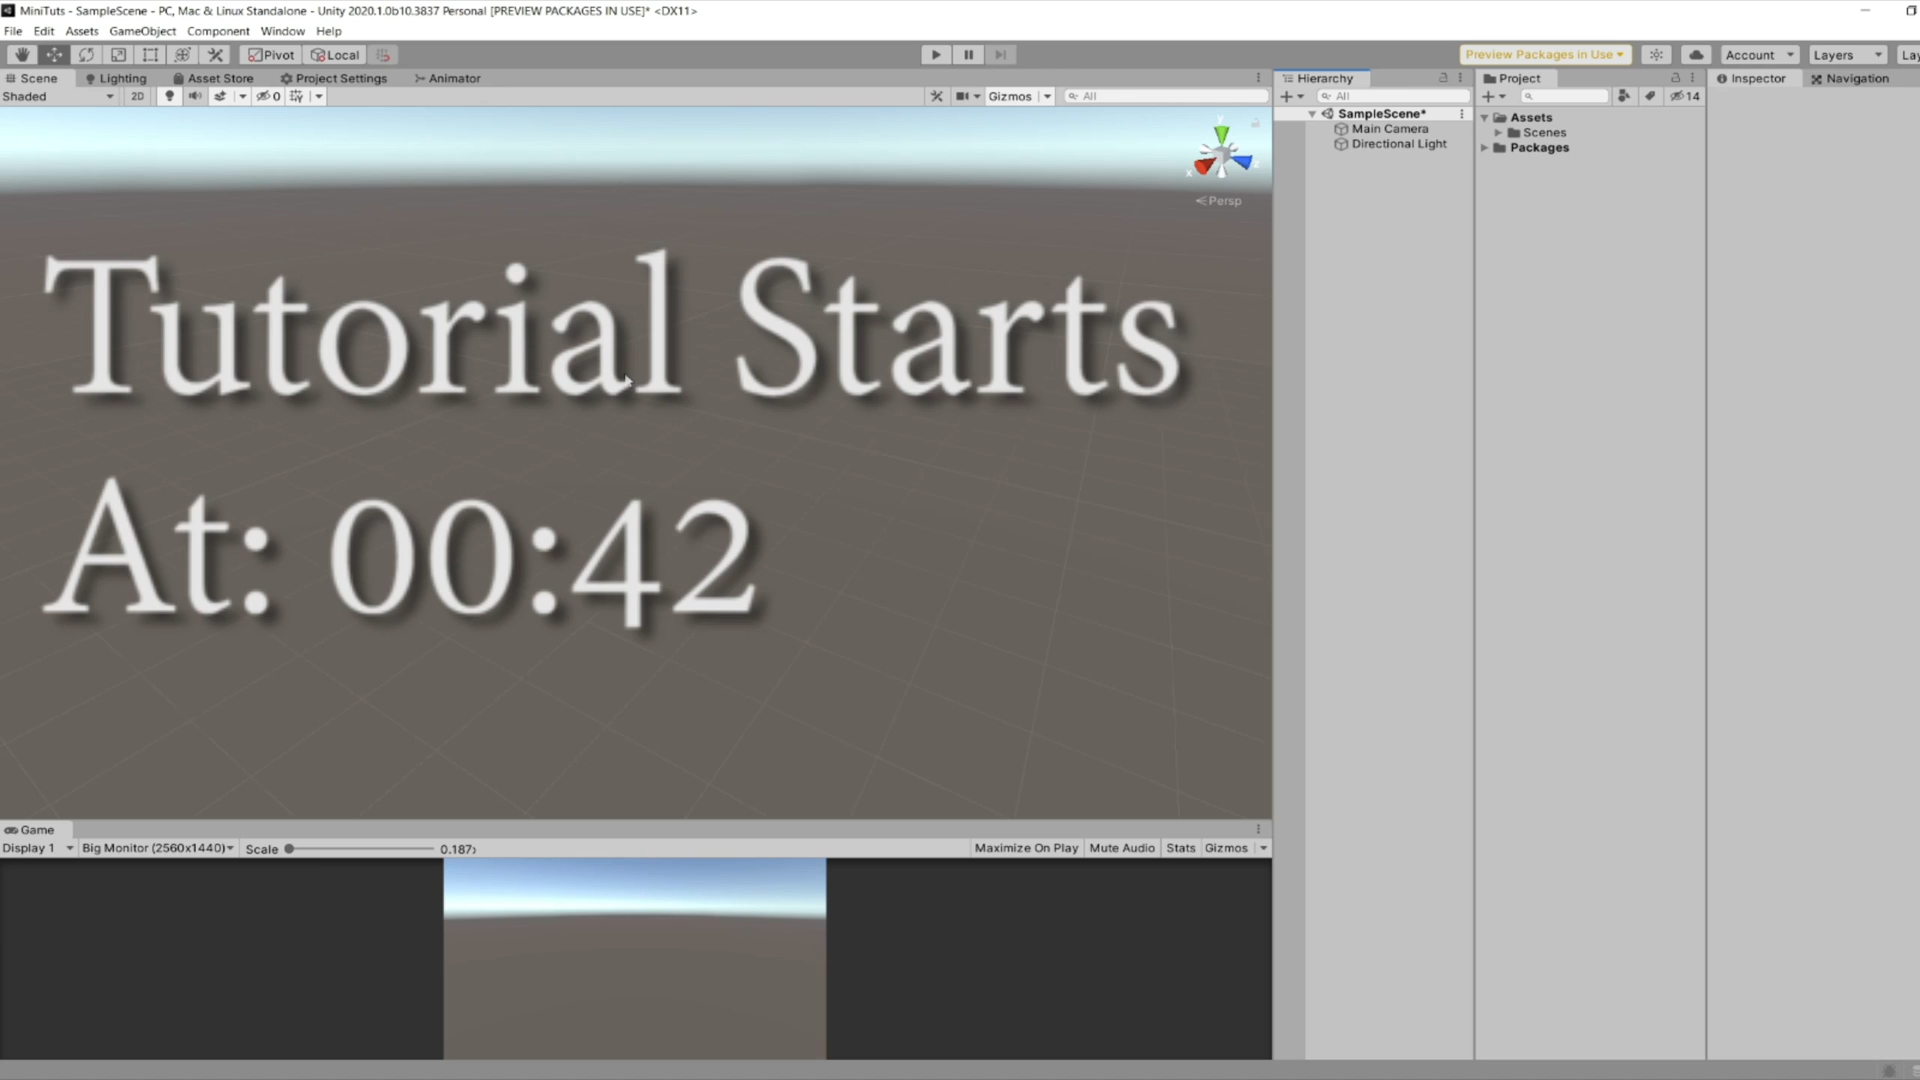 MiniTuts - SampleScene - PC, Mac & Linux Standalone - Unity 2020.1.0b10.3837 Personal [PREVIEW PACKAGES IN USE]* <DX11>
File Edit Assets GameObject Component Window Help
Pivot Local Preview Packages in Use Account Layers Lay
Scene Lighting Asset Store Project Settings Animator Hierarchy Project Inspector Navigation
Shaded 2D 0 Gizmos All All 14
SampleScene* Assets
Main Camera Scenes
Directional Light Packages
y
x
Persp
Tutorial Starts
At: 00:42
Game
Display 1 Big Monitor (2560x1440) Scale 0.187x Maximize On Play Mute Audio Stats Gizmos